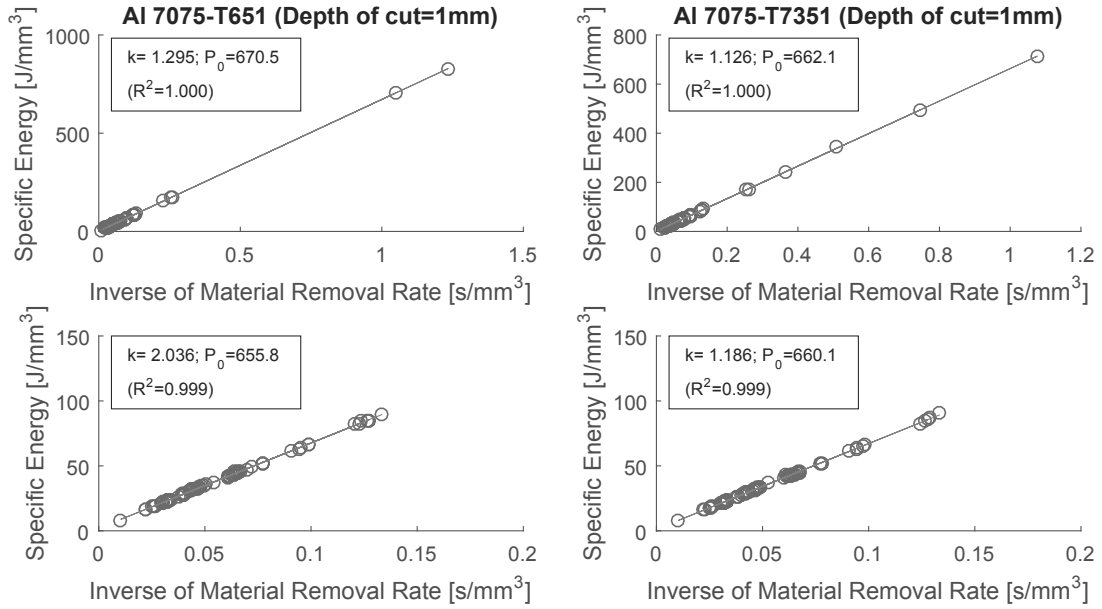 Al 7075-T651 (Depth of cut=1mm)
Specific Energy [J/mm³]
1000
500
0
k= 1.295; P₀=670.5
(R²=1.000)
0 0.5 1 1.5
Inverse of Material Removal Rate [s/mm³]
Al 7075-T7351 (Depth of cut=1mm)
Specific Energy [J/mm³]
800
600
400
200
0
k= 1.126; P₀=662.1
(R²=1.000)
0 0.2 0.4 0.6 0.8 1 1.2
Inverse of Material Removal Rate [s/mm³]
Specific Energy [J/mm³]
150
100
50
0
k= 2.036; P₀=655.8
(R²=0.999)
0 0.05 0.1 0.15 0.2
Inverse of Material Removal Rate [s/mm³]
Specific Energy [J/mm³]
150
100
50
0
k= 1.186; P₀=660.1
(R²=0.999)
0 0.05 0.1 0.15 0.2
Inverse of Material Removal Rate [s/mm³]